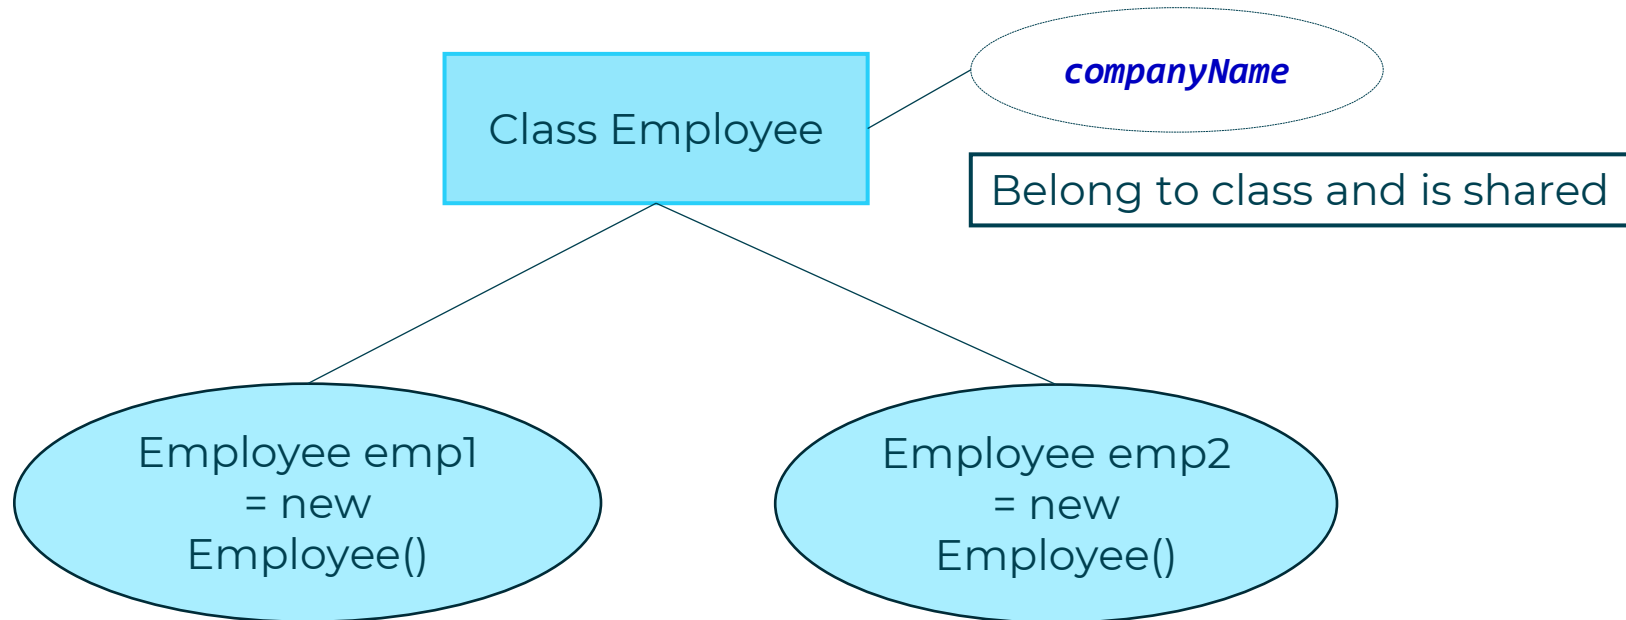 companyName
Class Employee
Belong to class and is shared
Employee emp1
= new
Employee()
Employee emp2
= new
Employee()